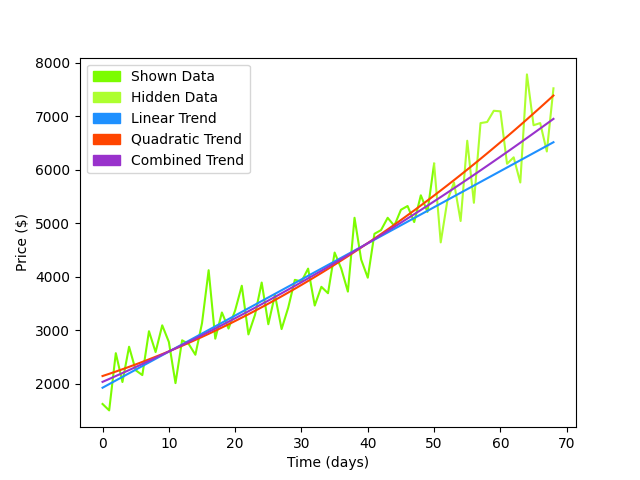 8000
7000
6000
5000
4000
3000
2000
Price ($)
Shown Data
Hidden Data
Linear Trend
Quadratic Trend
Combined Trend
0 10 20 30 40 50 60 70
Time (days)